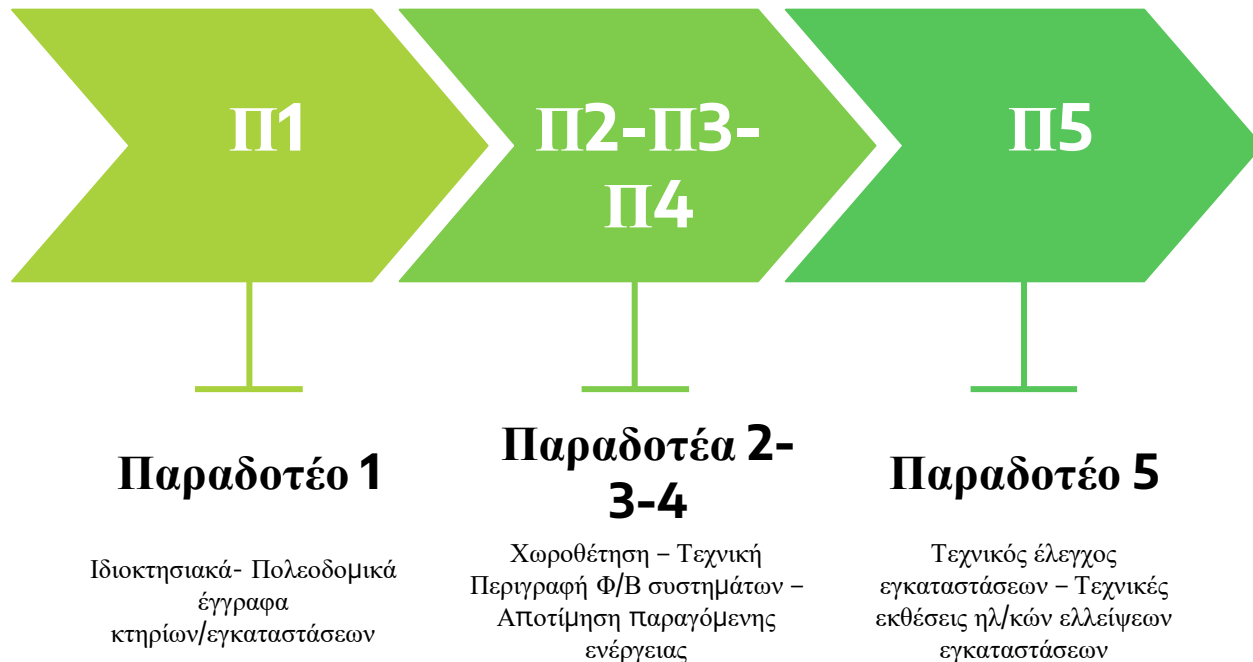 Π1
Π2-Π3-
Π4
Π5
Παραδοτέο 1
Ιδιοκτησιακά- Πολεοδομικά
έγγραφα
κτηρίων/εγκαταστάσεων
Παραδοτέα 2-
3-4
Χωροθέτηση – Τεχνική
Περιγραφή Φ/Β συστημάτων –
Αποτίμηση παραγόμενης
ενέργειας
Παραδοτέο 5
Τεχνικός έλεγχος
εγκαταστάσεων – Τεχνικές
εκθέσεις ηλ/κών ελλείψεων
εγκαταστάσεων